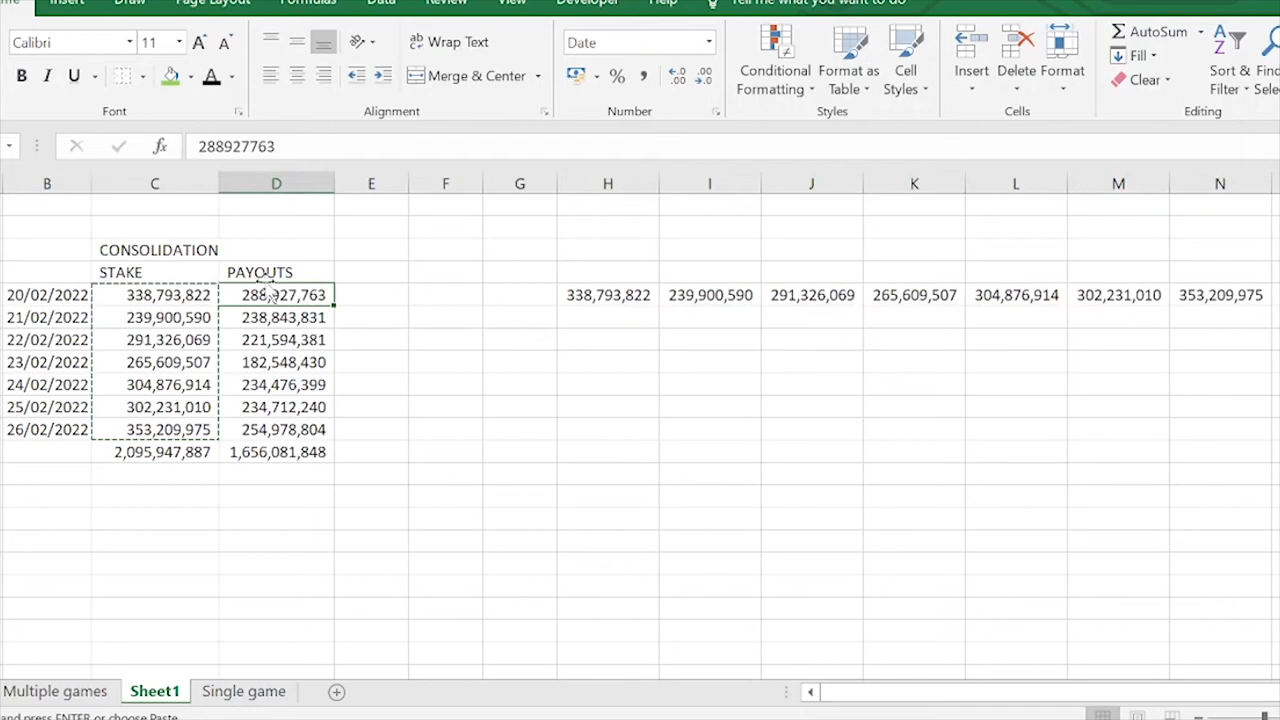 Insert Draw Page Layout Formulas Data Review View Developer Help Tell me what you want to do
Calibri 11 A A ab Wrap Text Date AutoSum
B I U A Merge & Center % , Conditional Formatting Format as Table Cell Styles Insert Delete Format Fill Clear Sort & Filter
Font Alignment Number Styles Cells Editing
fx 288927763
B C D E F G H I J K L M N
CONSOLIDATION
STAKE PAYOUTS
20/02/2022 338,793,822 288,927,763 338,793,822 239,900,590 291,326,069 265,609,507 304,876,914 302,231,010 353,209,975
21/02/2022 239,900,590 238,843,831
22/02/2022 291,326,069 221,594,381
23/02/2022 265,609,507 182,548,430
24/02/2022 304,876,914 234,476,399
25/02/2022 302,231,010 234,712,240
26/02/2022 353,209,975 254,978,804
2,095,947,887 1,656,081,848
Multiple games Sheet1 Single game
and press ENTER or choose Paste